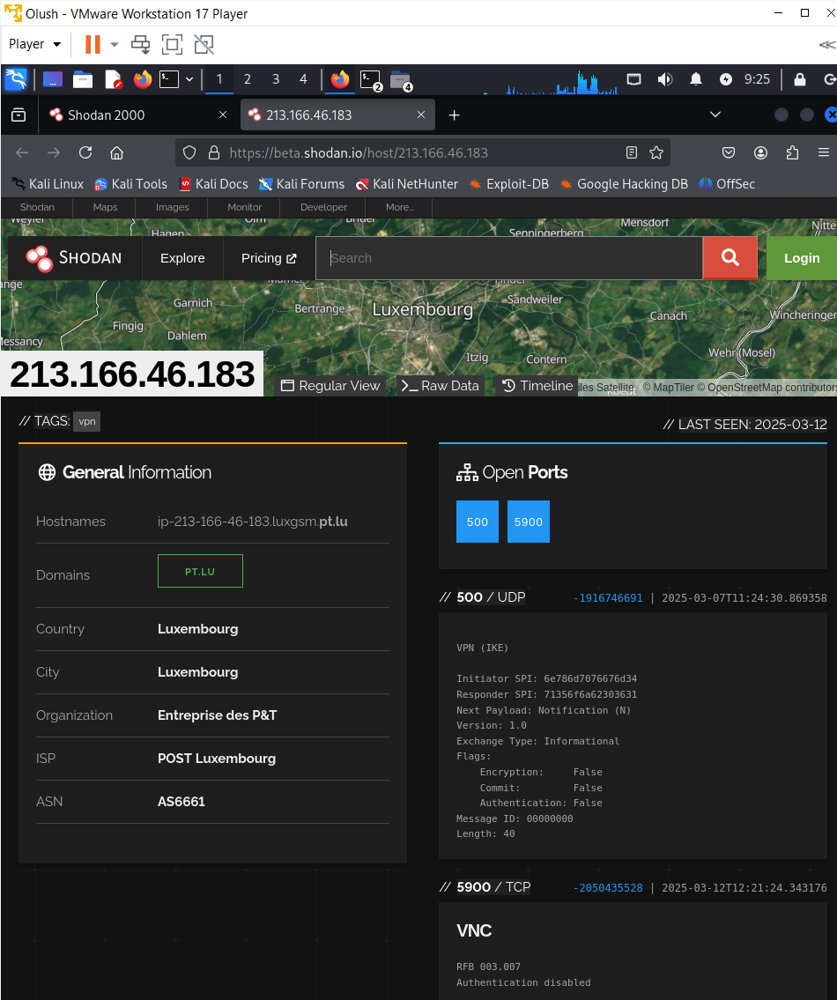 Olush - VMware Workstation 17 Player
Player
1 2 3 4
2
4
9:25
Shodan 2000
213.166.46.183
https://beta.shodan.io/host/213.166.46.183
Kali Linux Kali Tools Kali Docs Kali Forums Kali NetHunter Exploit-DB Google Hacking DB OffSec
Shodan Maps Images Monitor Developer More...
Hagen
Senningerberg
Mensdorf
SHODAN Explore Pricing Search Login
Garnich
Bertrange
Luxembourg
Sandweiler
Canach
Wincheringer
Fingig
Dahlem
Itzig
Contern
Wehr (Mosel)
213.166.46.183
Regular View Raw Data Timeline
Satellite © MapTiler © OpenStreetMap contributors
// TAGS: vpn
// LAST SEEN: 2025-03-12
General Information
Hostnames ip-213-166-46-183.luxgsm.pt.lu
Domains PT.LU
Country Luxembourg
City Luxembourg
Organization Entreprise des P&T
ISP POST Luxembourg
ASN AS6661
Open Ports
500 5900
// 500 / UDP -1916746691 | 2025-03-07T11:24:30.869358
VPN (IKE)
Initiator SPI: 6e786d7076676d34
Responder SPI: 71356f6a62303631
Next Payload: Notification (N)
Version: 1.0
Exchange Type: Informational
Flags:
Encryption: False
Commit: False
Authentication: False
Message ID: 00000000
Length: 40
// 5900 / TCP -2050435528 | 2025-03-12T12:21:24.343176
VNC
RFB 003.007
Authentication disabled